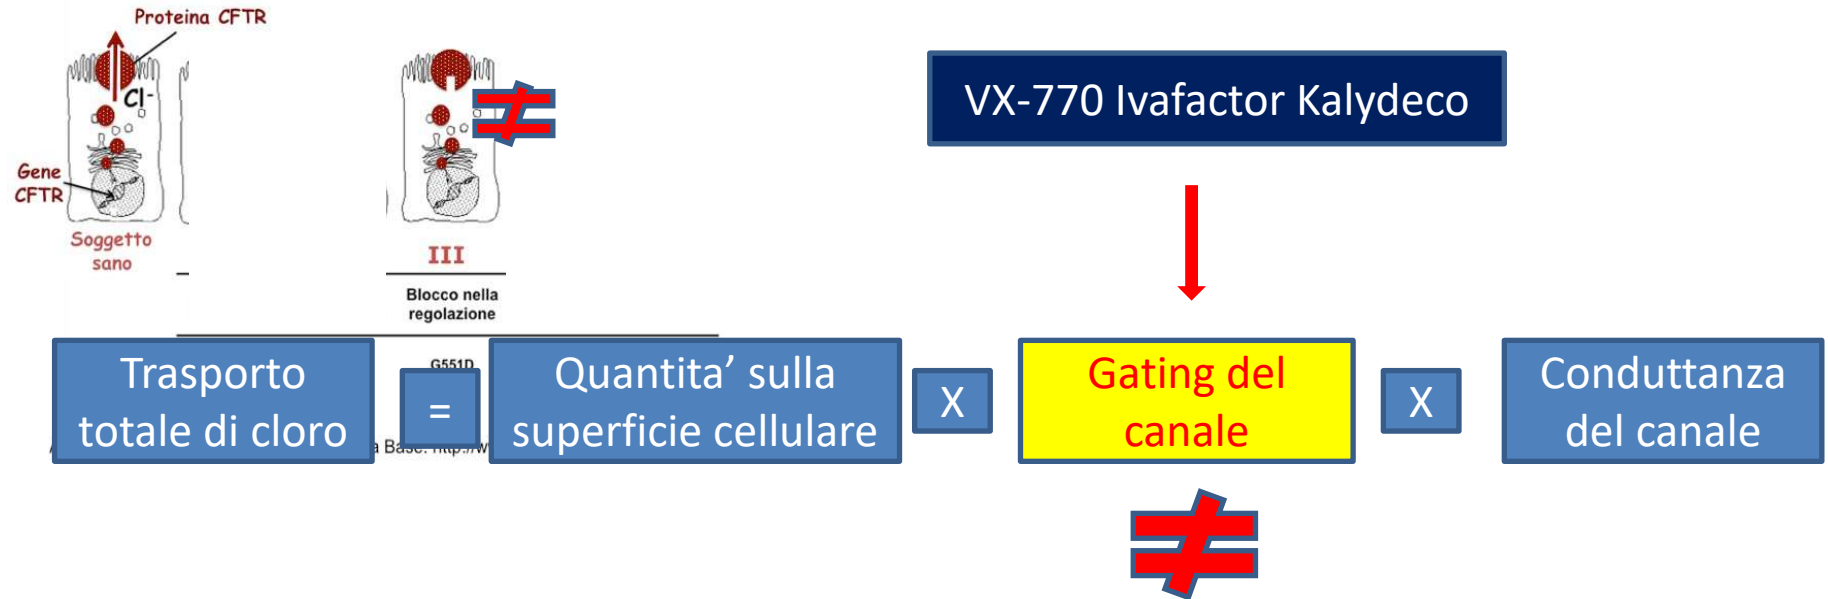 Proteina CFTR
Cl-
Gene
CFTR
Soggetto
sano
III
Blocco nella
regolazione
G551D
VX-770 Ivafactor Kalydeco
Trasporto
totale di cloro
=
Quantita’ sulla
superficie cellulare
X
Gating del
canale
X
Conduttanza
del canale